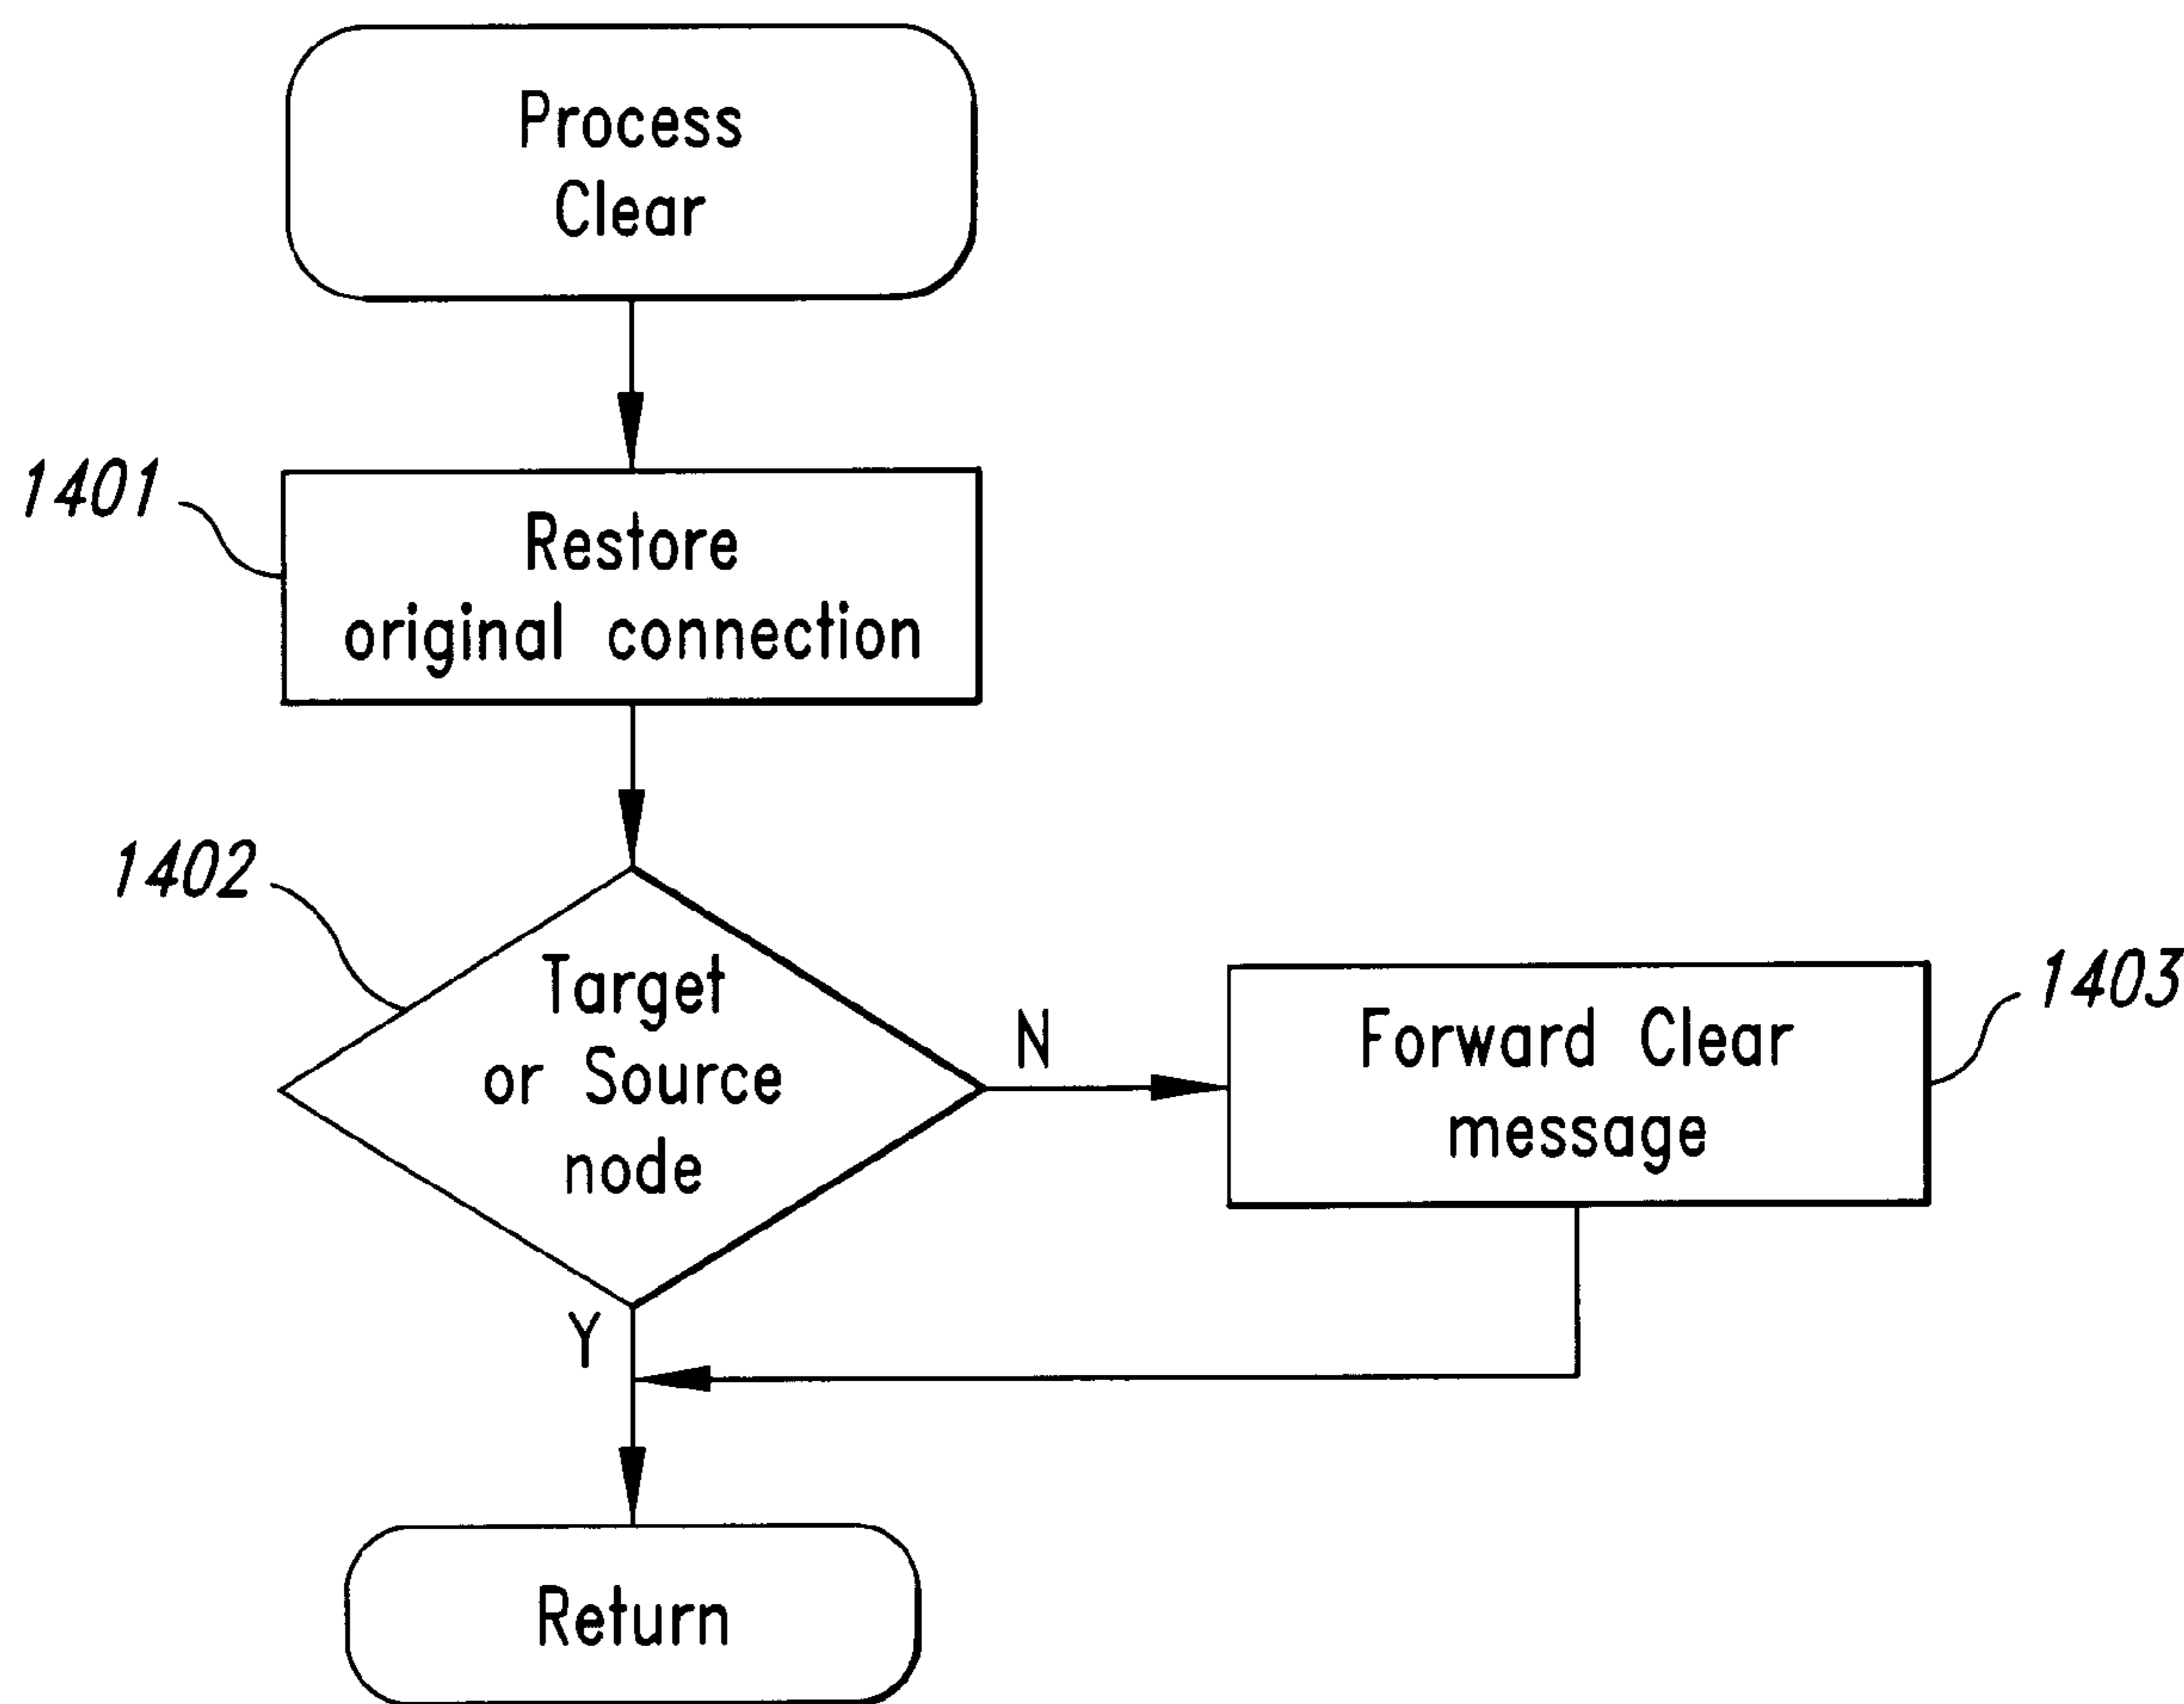 Process
Clear
1401
Restore
original connection
1402
Target
or Source
node
N
Forward Clear
message
1403
Y
Return